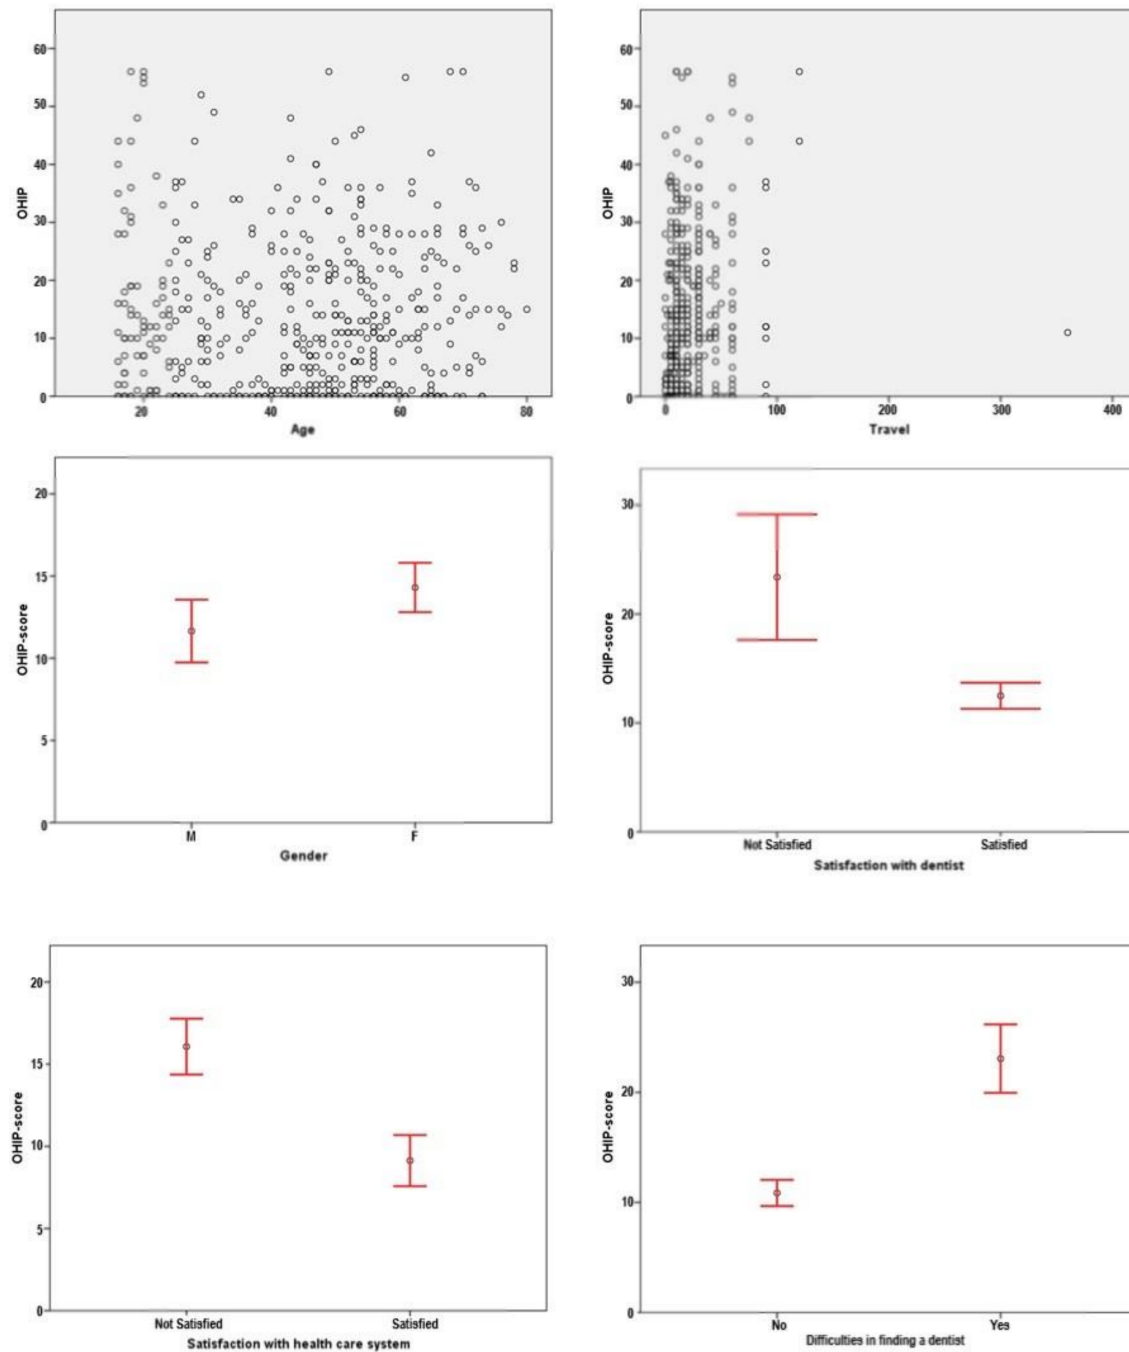 60
50
40
30
20
10
0
OHIP
20
40
60
80
Age
60
50
40
30
20
10
0
OHIP
0
100
200
300
400
Travel
20
15
10
5
0
OHIP-score
M
F
Gender
30
20
10
0
OHIP-score
Not Satisfied
Satisfied
Satisfaction with dentist
20
15
10
5
0
OHIP-score
Not Satisfied
Satisfied
Satisfaction with health care system
30
20
10
0
OHIP-score
No
Yes
Difficulties in finding a dentist